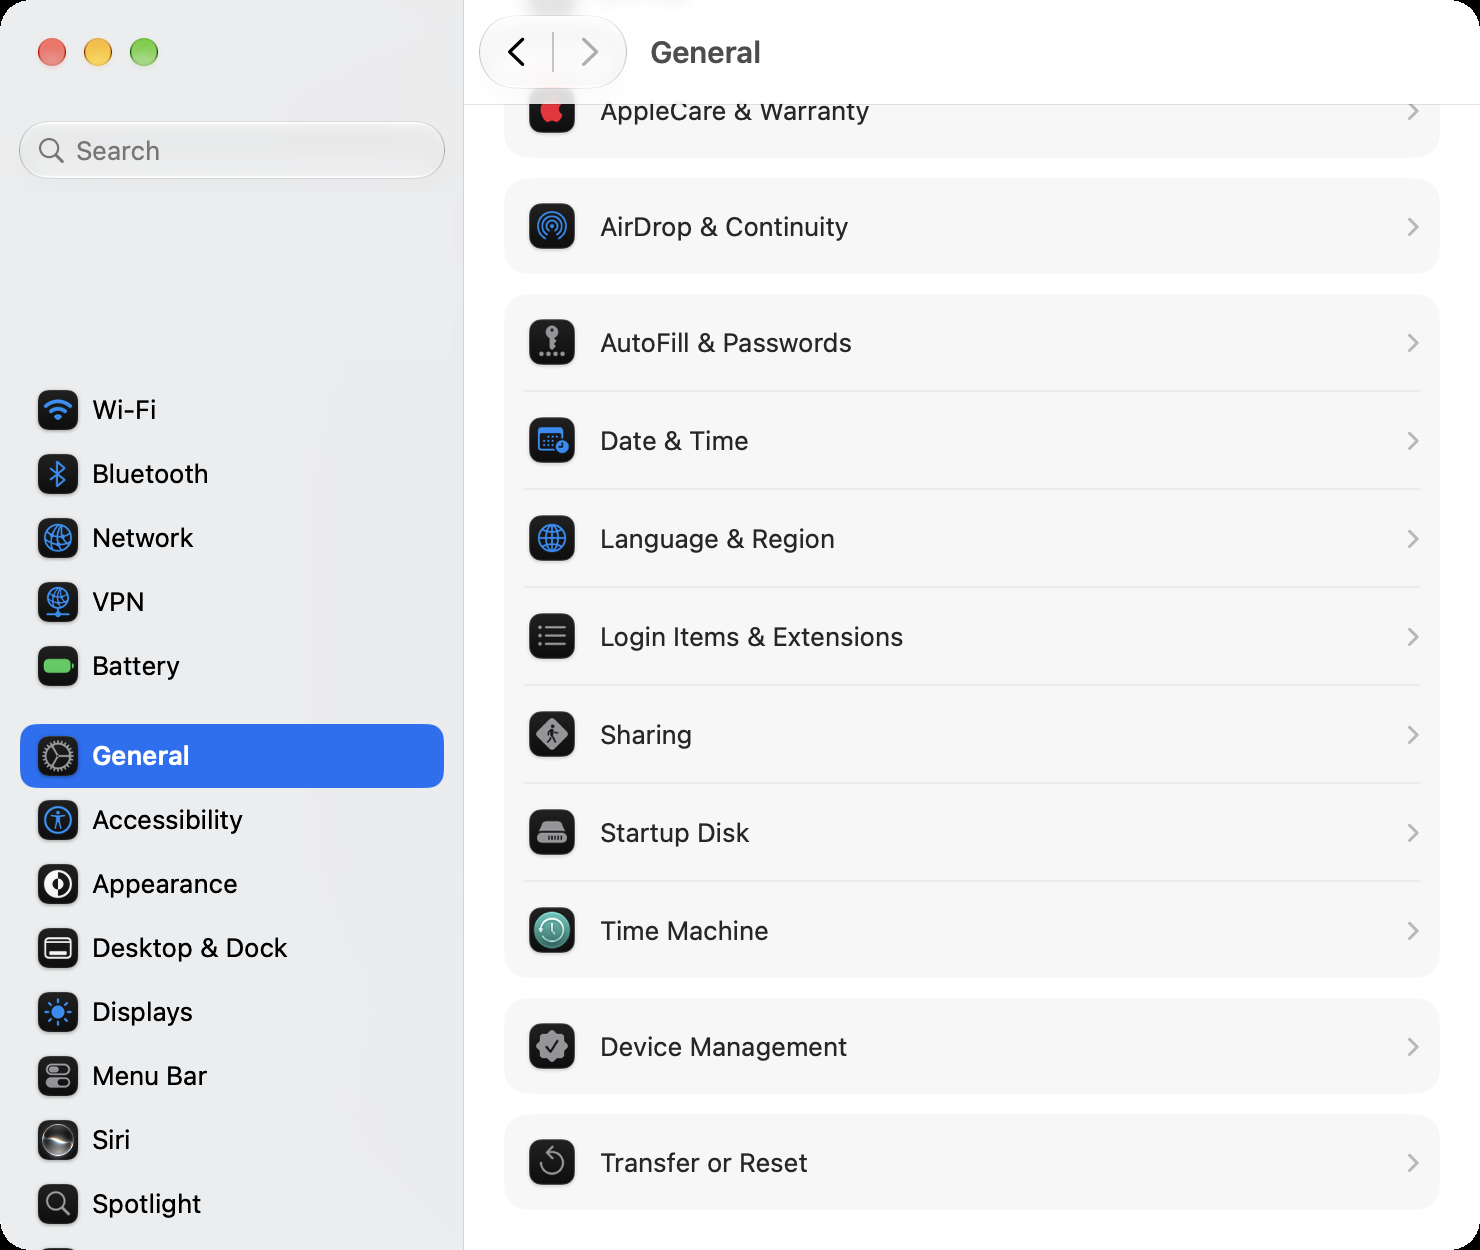 General
Search
Wi-Fi
Bluetooth
Network
VPN
Battery
General
Accessibility
Appearance
Desktop & Dock
Displays
Menu Bar
Siri
Spotlight
AppleCare & Warranty
AirDrop & Continuity
AutoFill & Passwords
Date & Time
Language & Region
Login Items & Extensions
Sharing
Startup Disk
Time Machine
Device Management
Transfer or Reset